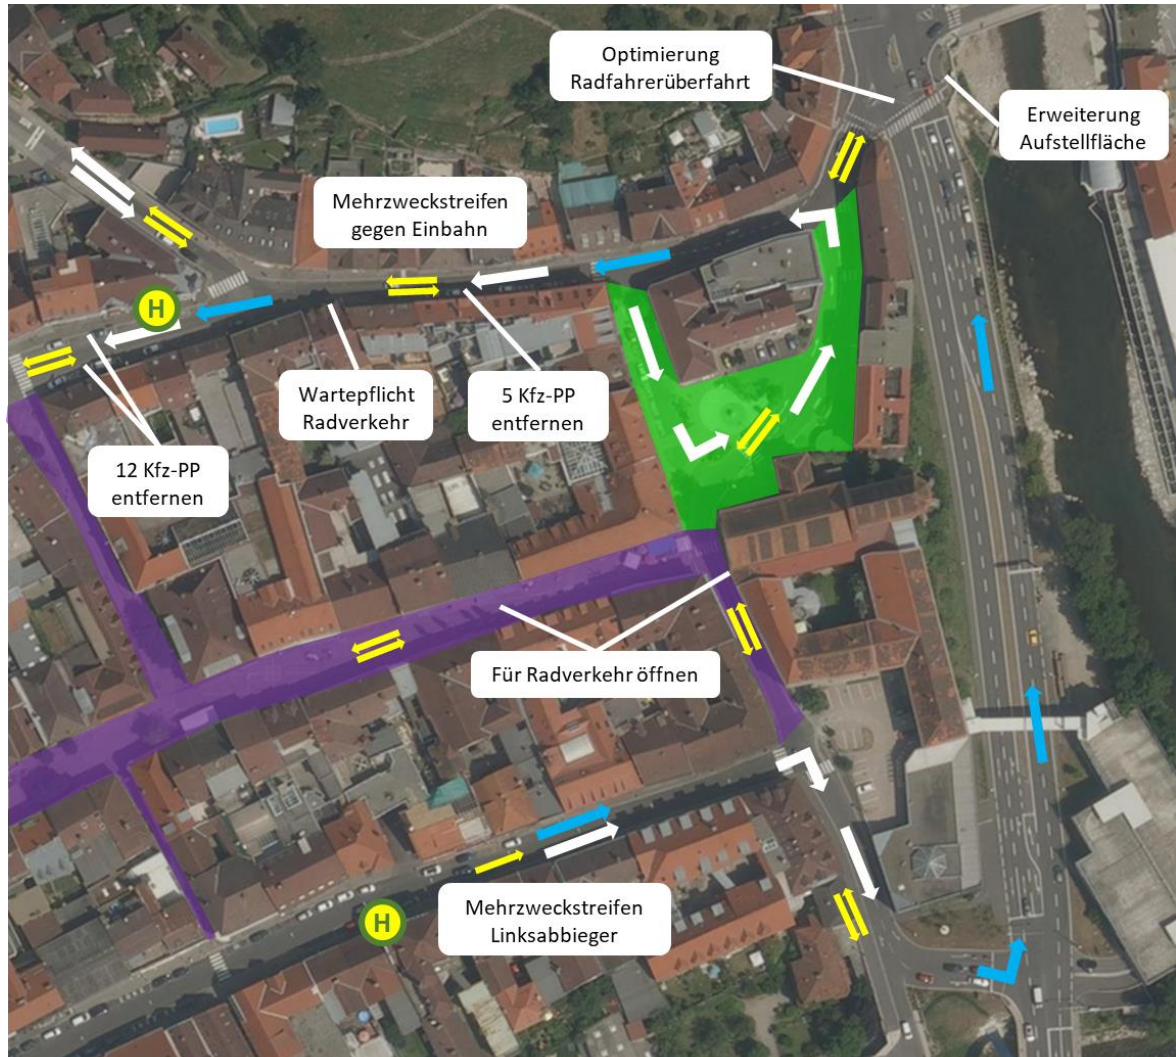 Optimierung
Radfahrerüberfahrt
Erweiterung
Aufstellfläche
Mehrzweckstreifen
gegen Einbahn
H
Wartepflicht
Radverkehr
5 Kfz-PP
entfernen
12 Kfz-PP
entfernen
Für Radverkehr öffnen
Mehrzweckstreifen
Linksabbieger
H